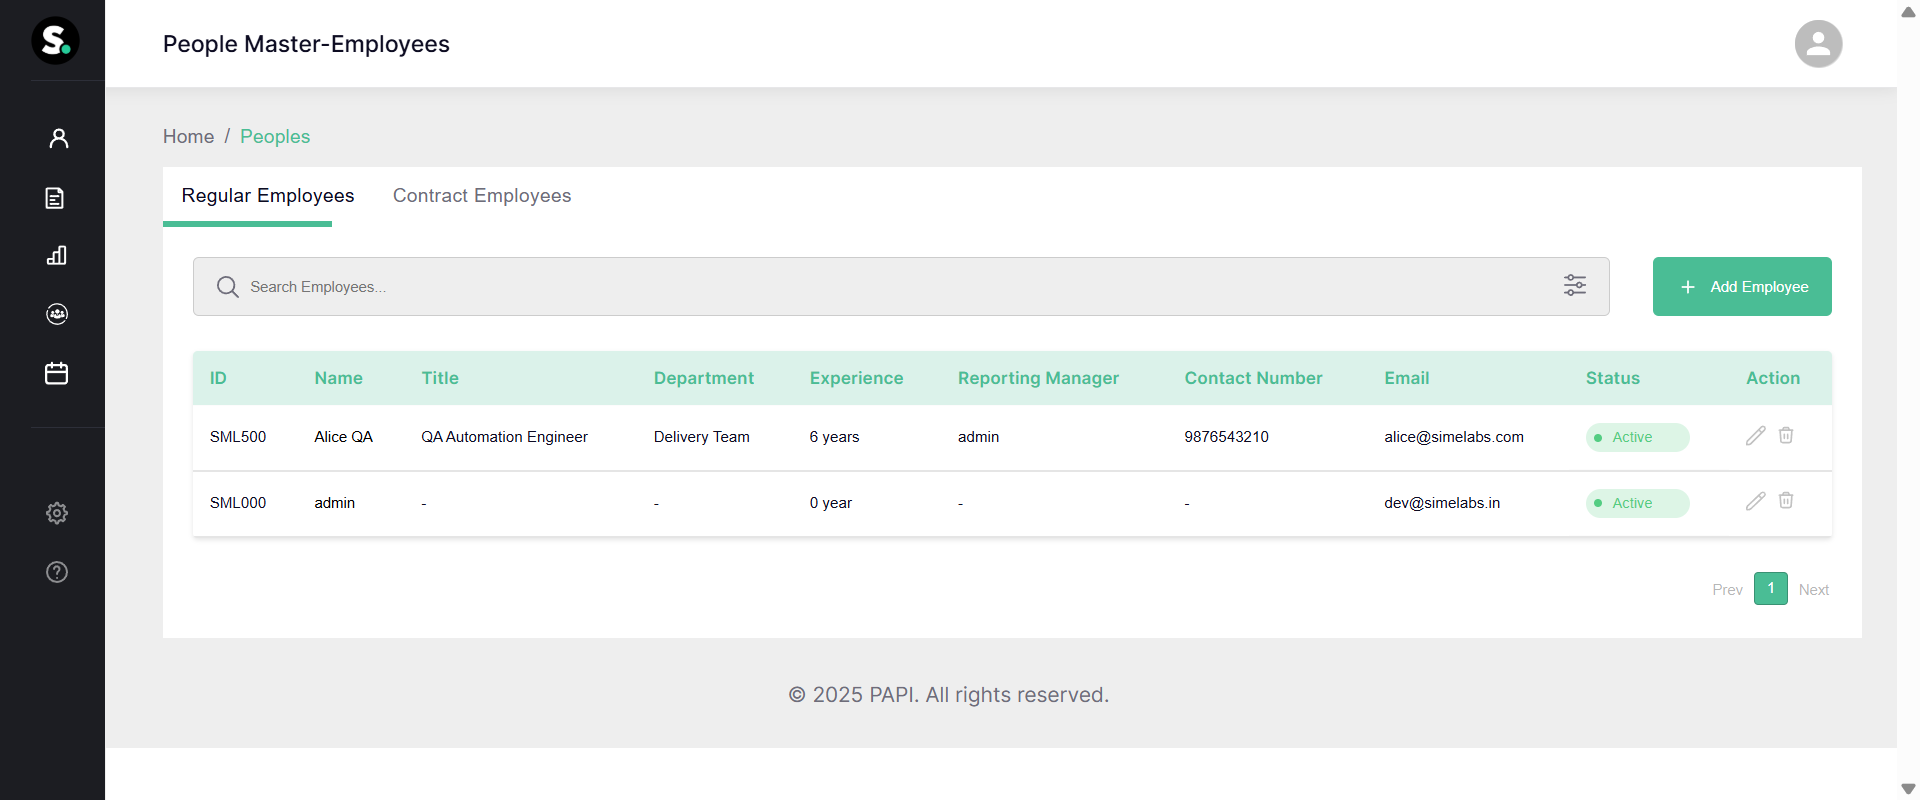 S.
People Master-Employees
Home / Peoples
Regular Employees Contract Employees
Search Employees...
+ Add Employee
ID Name Title Department Experience Reporting Manager Contact Number Email Status Action
SML500 Alice QA QA Automation Engineer Delivery Team 6 years admin 9876543210 alice@simelabs.com Active
SML000 admin - - 0 year - - dev@simelabs.in Active
Prev 1 Next
© 2025 PAPI. All rights reserved.